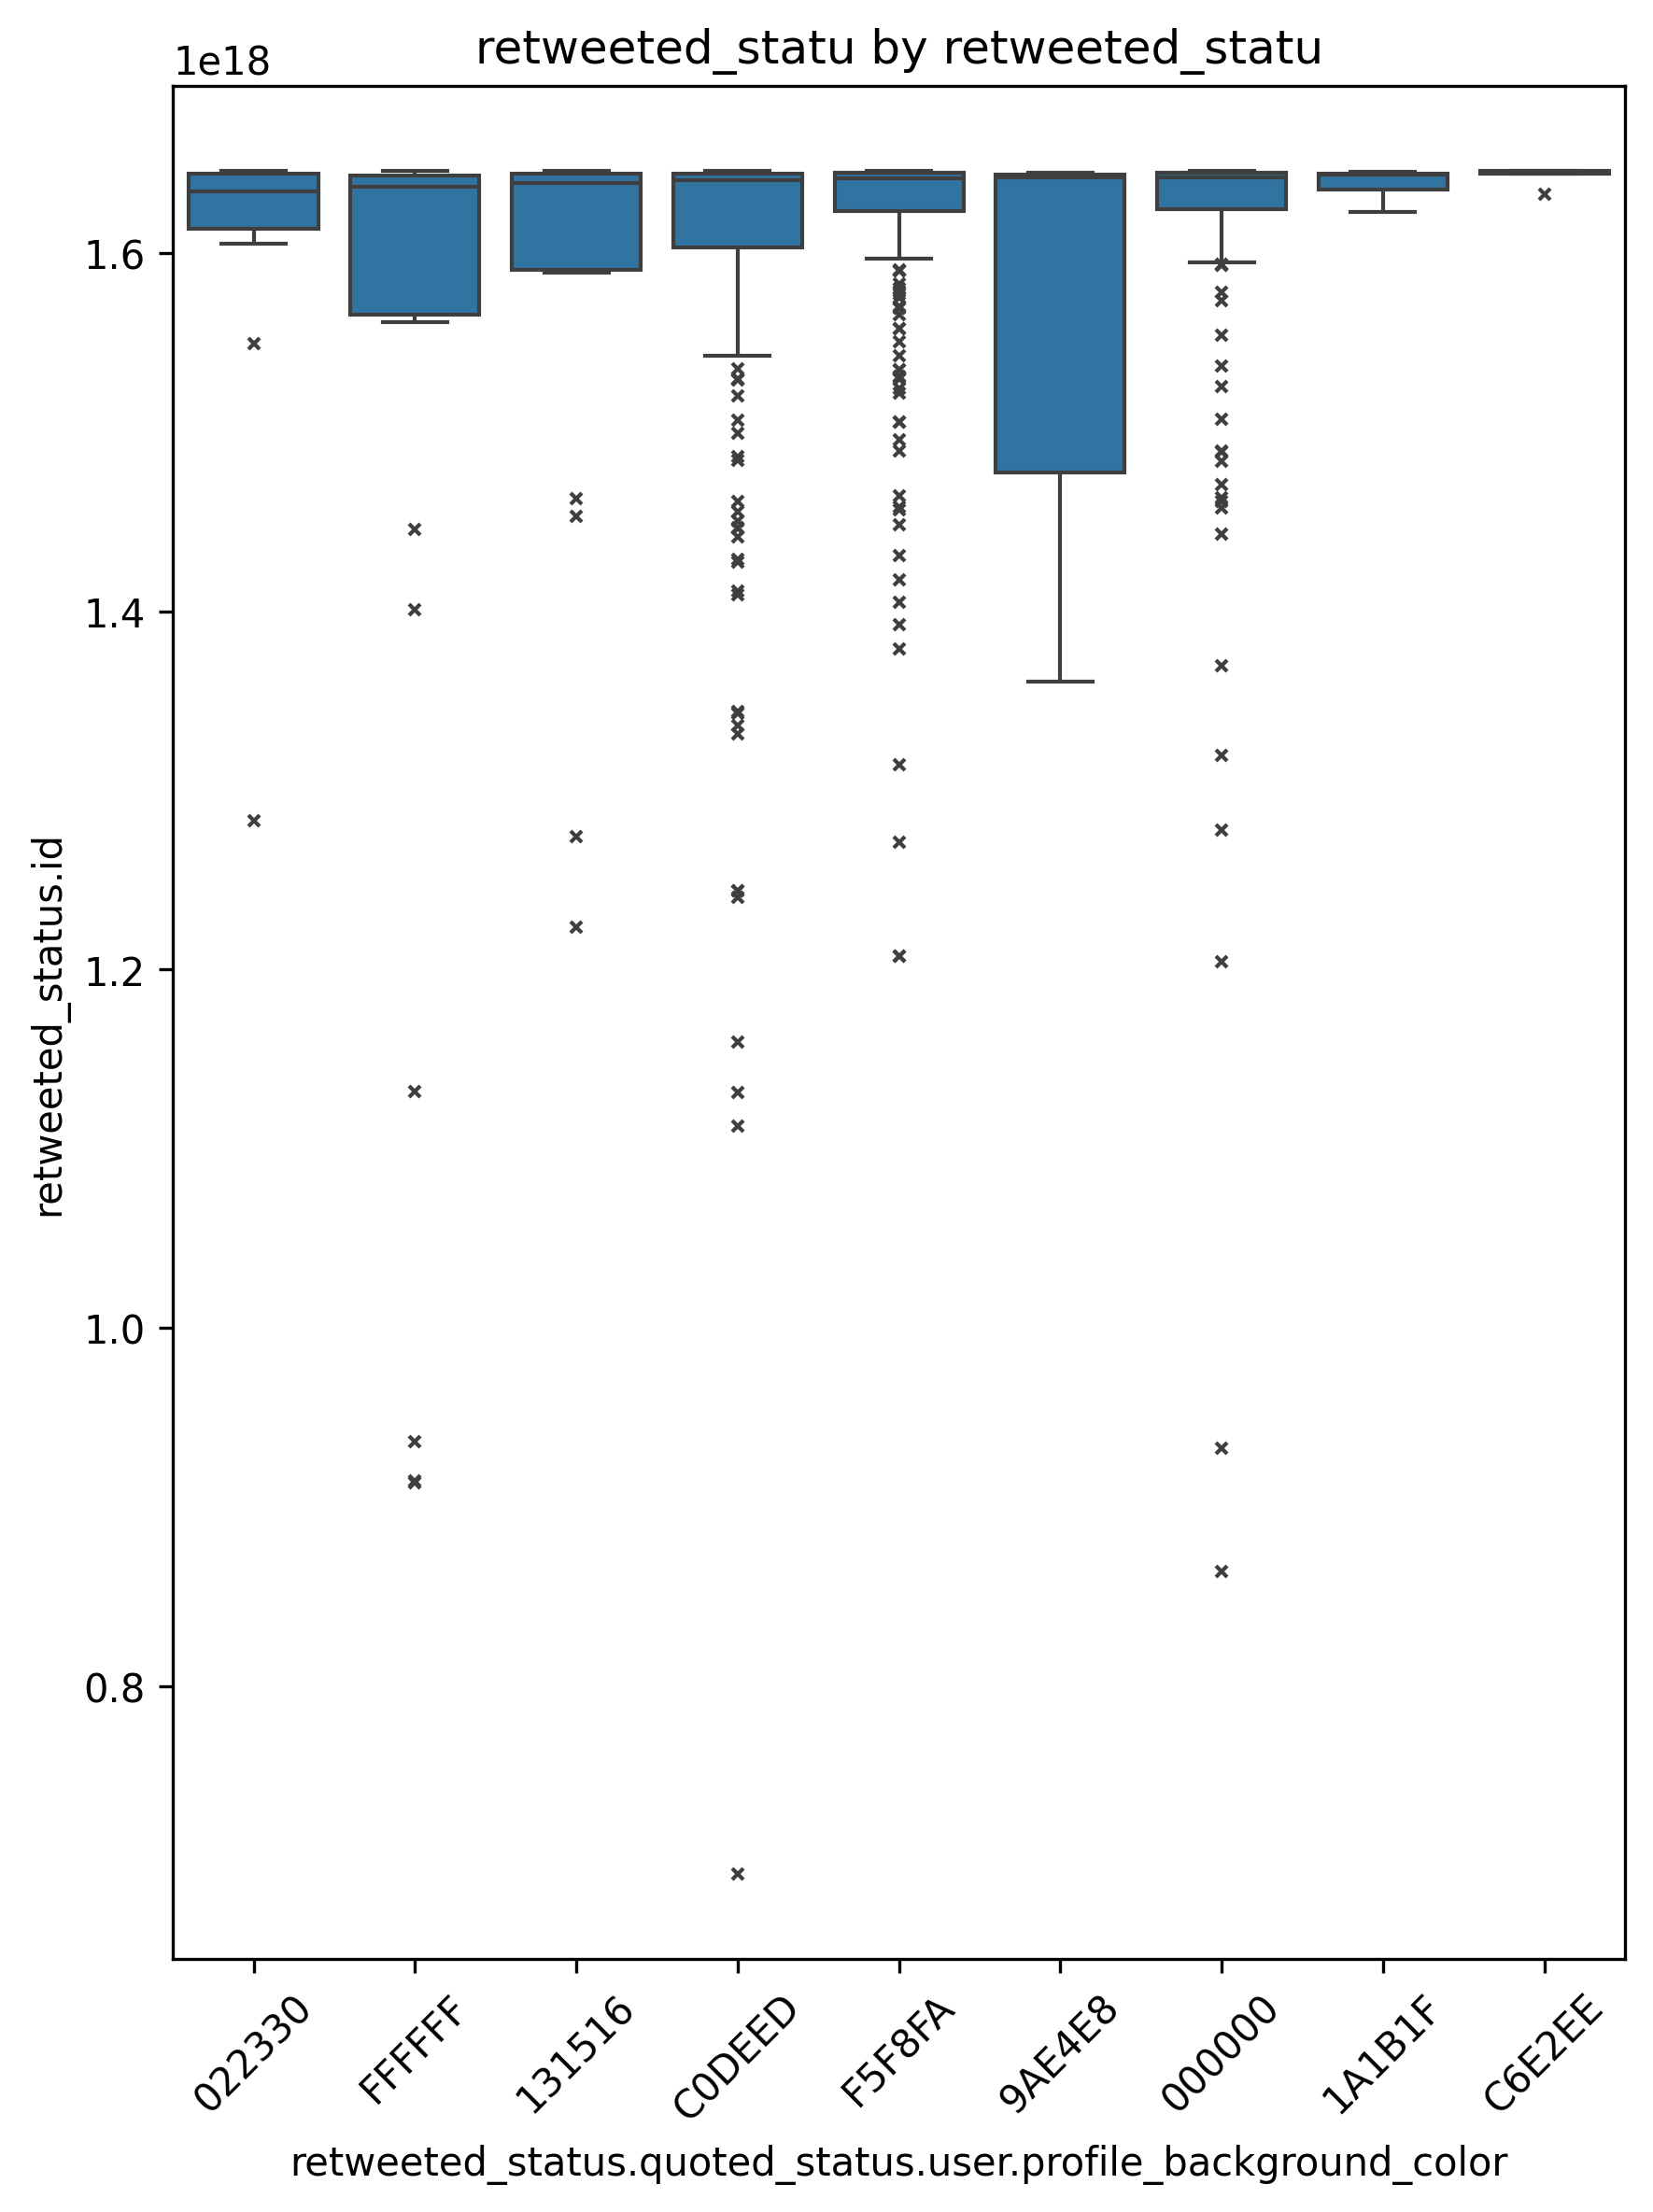 retweeted_statu by retweeted_statu
1e18
1.6
1.4
1.2
1.0
0.8
retweeted_status.id
022330
FFFFFF
131516
C0DEED
F5F8FA
9AE4E8
000000
1A1B1F
C6E2EE
retweeted_status.quoted_status.user.profile_background_color